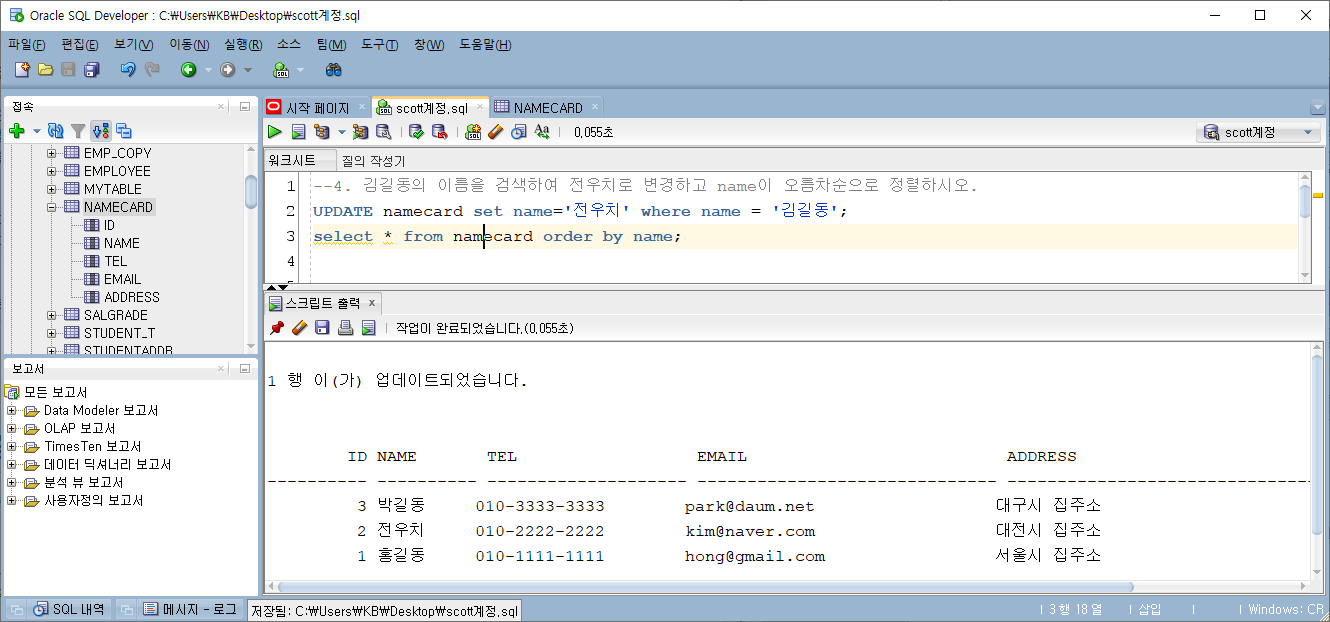 Oracle SQL Developer : C:₩Users₩KB₩Desktop₩scott계정.sql
파일(F) 편집(E) 보기(V) 이동(N) 실행(R) 소스 팀(M) 도구(T) 창(W) 도움말(H)
접속
EMP_COPY
EMPLOYEE
MYTABLE
NAMECARD
ID
NAME
TEL
EMAIL
ADDRESS
SALGRADE
STUDENT_T
STUDENTADDR
보고서
모든 보고서
Data Modeler 보고서
OLAP 보고서
TimesTen 보고서
데이터 딕셔너리 보고서
분석 뷰 보고서
사용자정의 보고서
시작 페이지 scott계정.sql NAMECARD
0,055초 scott계정
워크시트 질의 작성기
1 --4. 김길동의 이름을 검색하여 전우치로 변경하고 name이 오름차순으로 정렬하시오.
2 UPDATE namecard set name='전우치' where name = '김길동';
3 select * from namecard order by name;
4
5
스크립트 출력 x
작업이 완료되었습니다.(0,055초)
1 행 이(가) 업데이트되었습니다.
ID NAME TEL EMAIL ADDRESS
---------- ---------- -------------------- ------------------------------ ------------------------------
3 박길동 010-3333-3333 park@daum.net 대구시 집주소
2 전우치 010-2222-2222 kim@naver.com 대전시 집주소
1 홍길동 010-1111-1111 hong@gmail.com 서울시 집주소
SQL 내역 메시지 - 로그 저장됨: C:₩Users₩KB₩Desktop₩scott계정.sql
3 행 18 열 삽입 Windows: CR